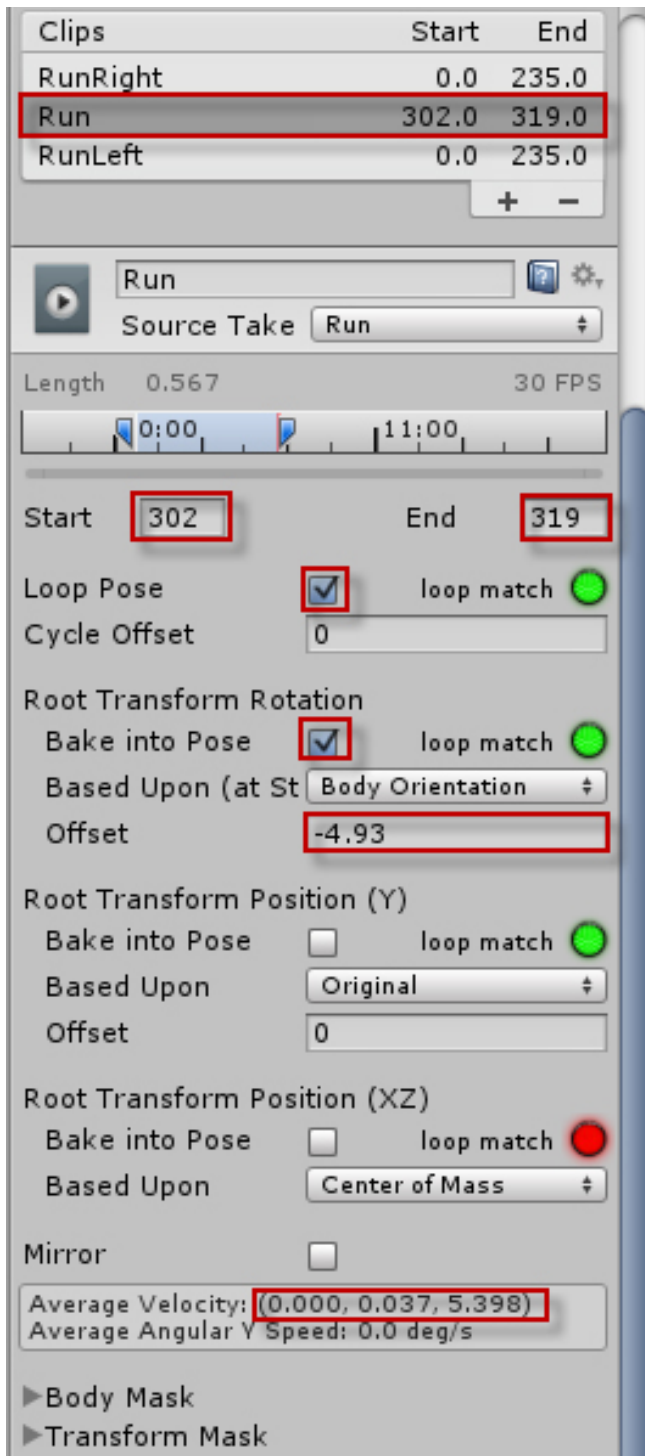 Clips Start End
RunRight 0.0 235.0
Run 302.0 319.0
RunLeft 0.0 235.0
+ −
Run
Source Take Run
Length 0.567 30 FPS
0:00 11:00
Start 302 End 319
Loop Pose loop match
Cycle Offset 0
Root Transform Rotation
Bake into Pose loop match
Based Upon (at St Body Orientation
Offset -4.93
Root Transform Position (Y)
Bake into Pose loop match
Based Upon Original
Offset 0
Root Transform Position (XZ)
Bake into Pose loop match
Based Upon Center of Mass
Mirror
Average Velocity: (0.000, 0.037, 5.398)
Average Angular Y Speed: 0.0 deg/s
Body Mask
Transform Mask